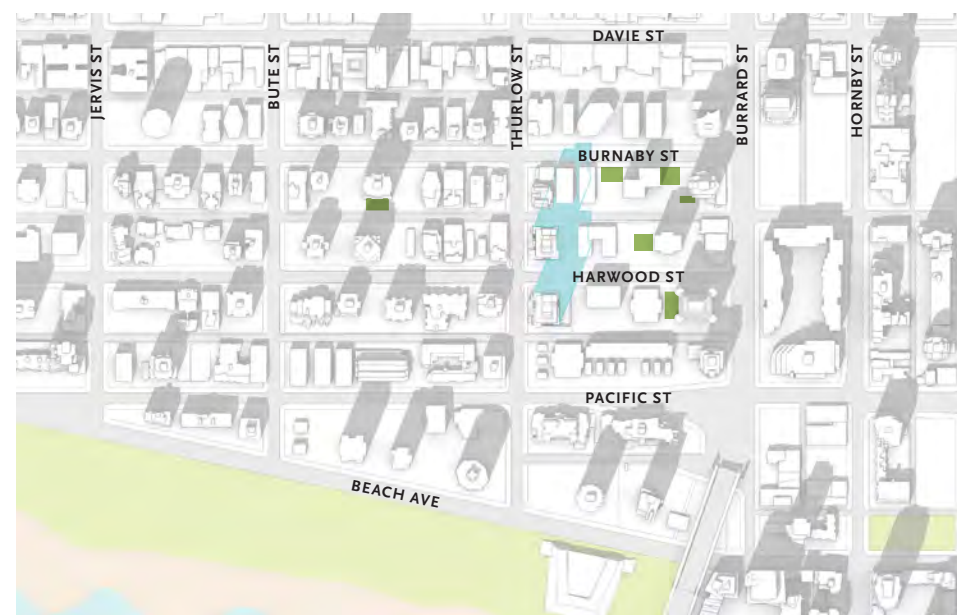 DAVIE ST
JERVIS ST
BUTE ST
THURLOW ST
BURRARD ST
HORNBY ST
BURNABY ST
HARWOOD ST
PACIFIC ST
BEACH AVE